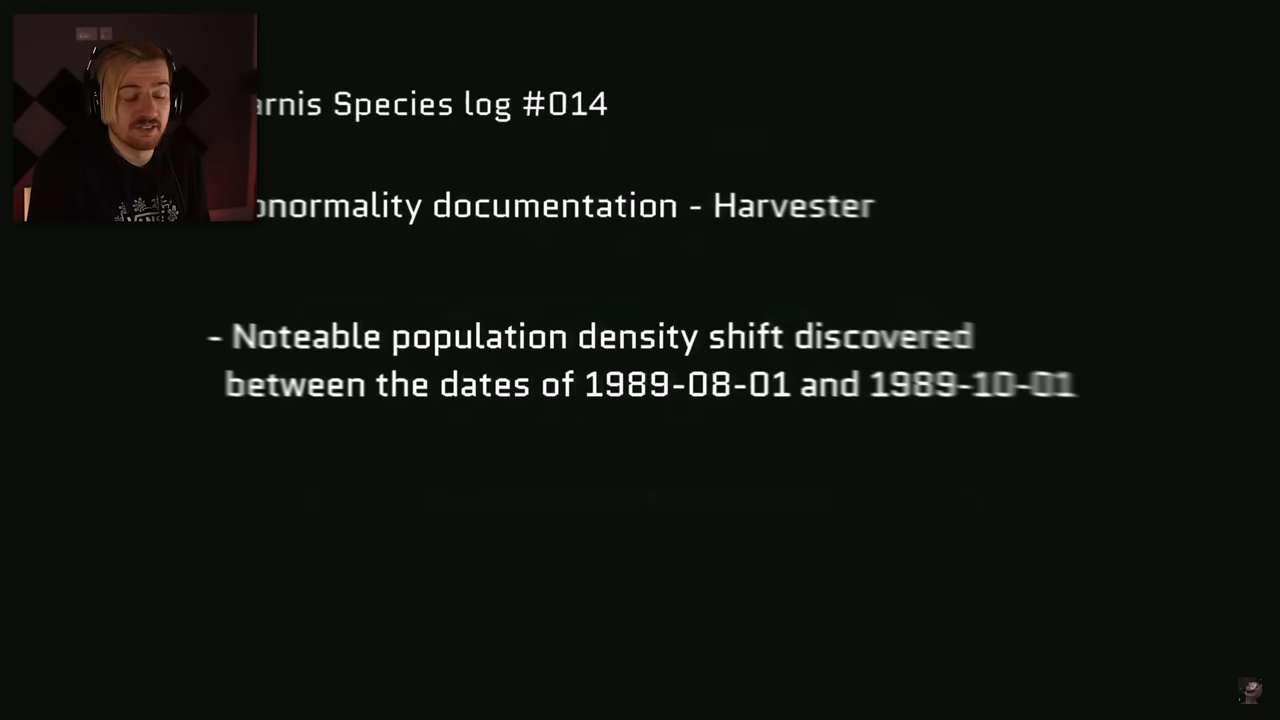 arnis Species log #014
bnormality documentation - Harvester
- Noteable population density shift discovered
between the dates of 1989-08-01 and 1989-10-01